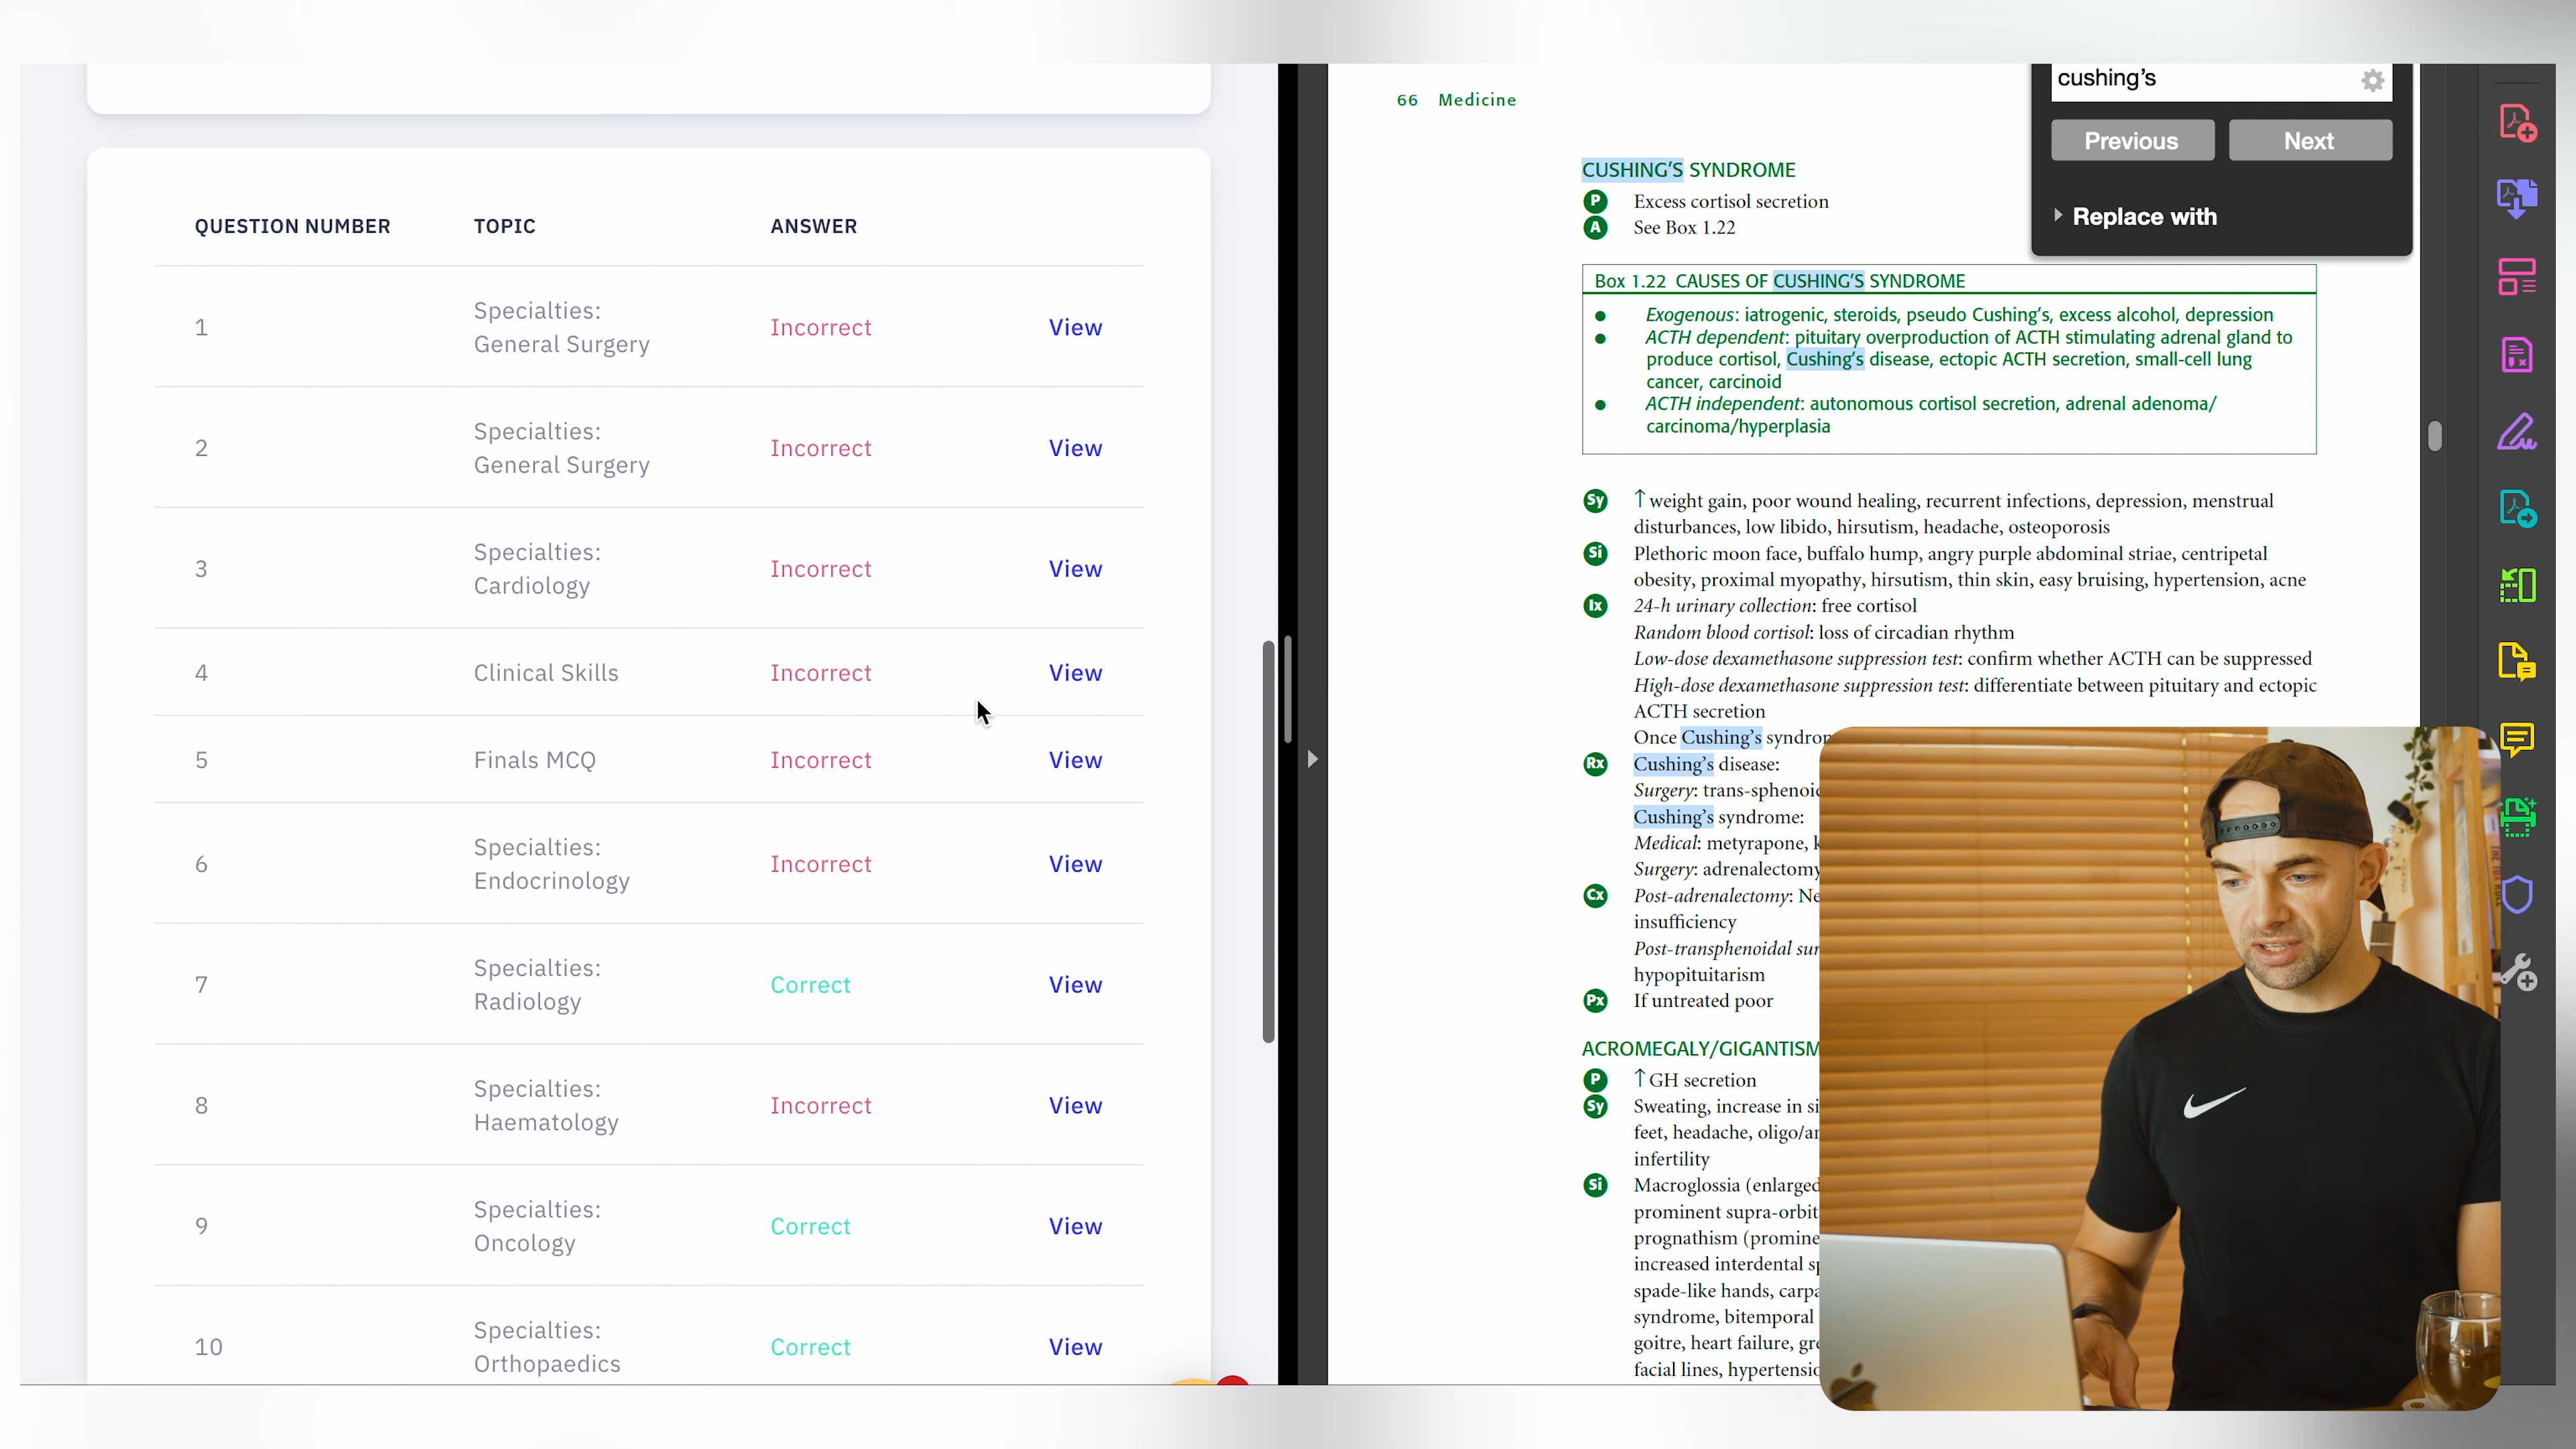 QUESTION NUMBER TOPIC ANSWER
1 Specialties: General Surgery Incorrect View
2 Specialties: General Surgery Incorrect View
3 Specialties: Cardiology Incorrect View
4 Clinical Skills Incorrect View
5 Finals MCQ Incorrect View
6 Specialties: Endocrinology Incorrect View
7 Specialties: Radiology Correct View
8 Specialties: Haematology Incorrect View
9 Specialties: Oncology Correct View
10 Specialties: Orthopaedics Correct View
66 Medicine
cushing's
Previous Next
Replace with
CUSHING'S SYNDROME
P Excess cortisol secretion
A See Box 1.22
Box 1.22 CAUSES OF CUSHING'S SYNDROME
● Exogenous: iatrogenic, steroids, pseudo Cushing's, excess alcohol, depression
● ACTH dependent: pituitary overproduction of ACTH stimulating adrenal gland to
produce cortisol, Cushing's disease, ectopic ACTH secretion, small-cell lung
cancer, carcinoid
● ACTH independent: autonomous cortisol secretion, adrenal adenoma/
carcinoma/hyperplasia
Sy ↑weight gain, poor wound healing, recurrent infections, depression, menstrual
disturbances, low libido, hirsutism, headache, osteoporosis
Si Plethoric moon face, buffalo hump, angry purple abdominal striae, centripetal
obesity, proximal myopathy, hirsutism, thin skin, easy bruising, hypertension, acne
Ix 24-h urinary collection: free cortisol
Random blood cortisol: loss of circadian rhythm
Low-dose dexamethasone suppression test: confirm whether ACTH can be suppressed
High-dose dexamethasone suppression test: differentiate between pituitary and ectopic
ACTH secretion
Once Cushing's
Rx Cushing's disease:
Surgery:
Cushing's syndrome:
Medical: metyrapone,
Surgery: adrenalectomy
Cx Post-adrenalectomy:
insufficiency
Post-transphenoidal
hypopituitarism
Px If untreated poor
ACROMEGALY/GIGANTISM
P ↑GH secretion
Sy Sweating, increase in
feet, headache,
infertility
Si Macroglossia (enlarged
prominent
prognathism
increased interdental
spade-like hands,
syndrome, bitemporal
goitre, heart failure,
facial lines,